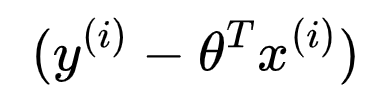 (y^{(i)} − θ^T x^{(i)})